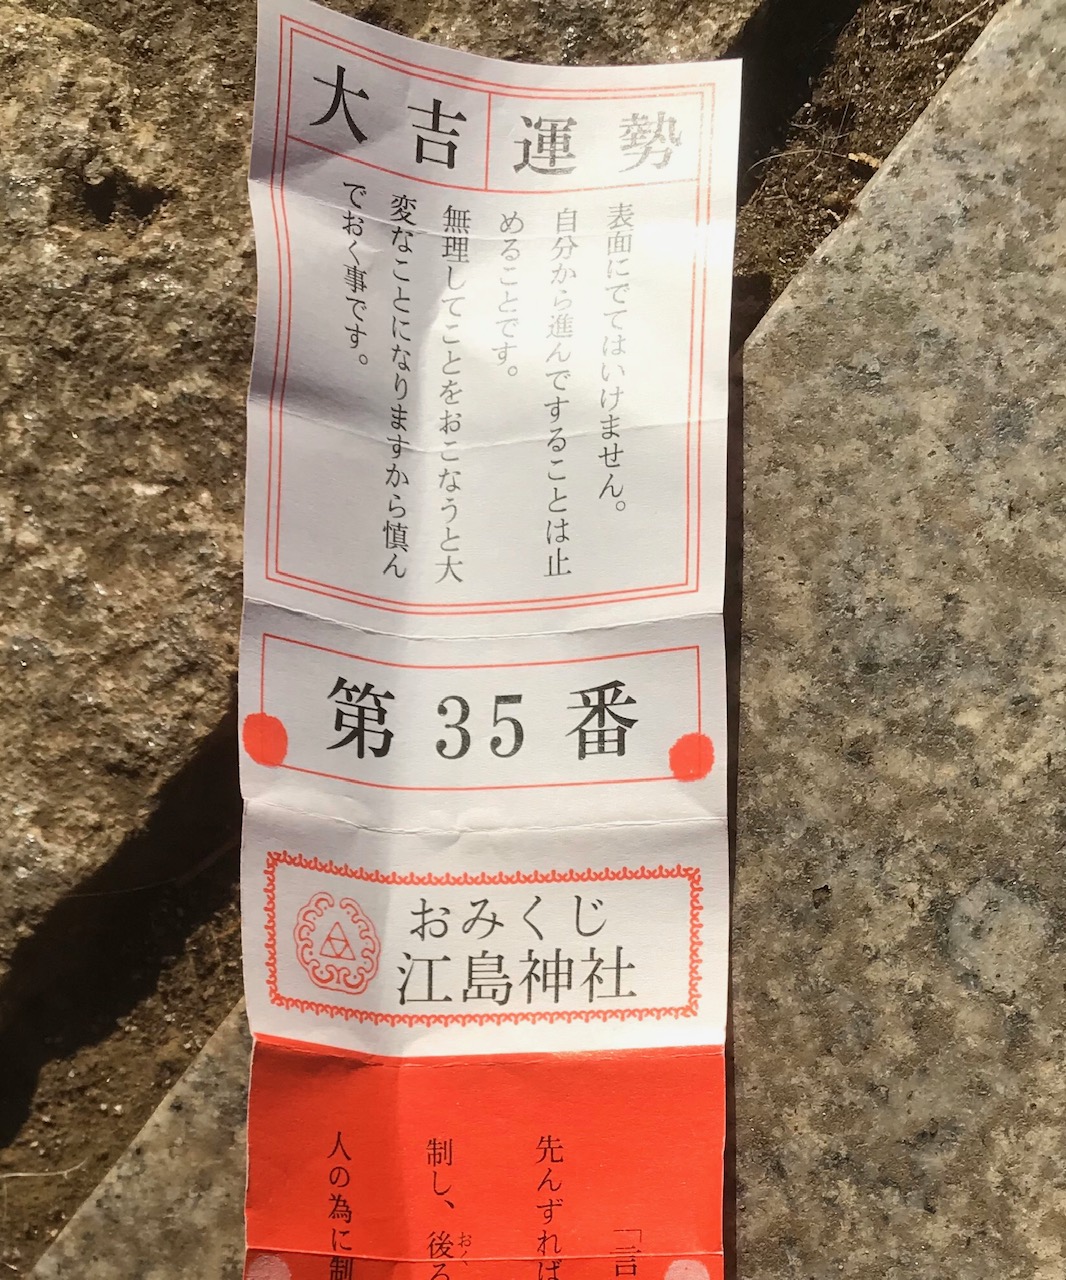 大吉運勢
表面にでてはいけません。
自分から進んですることは止
めることです。
無理してことをおこなうと大
変なことになりますから慎ん
でおく事です。
第35番
おみくじ
江島神社
「言
先んずれば
制し、後る
おく
人の為に制